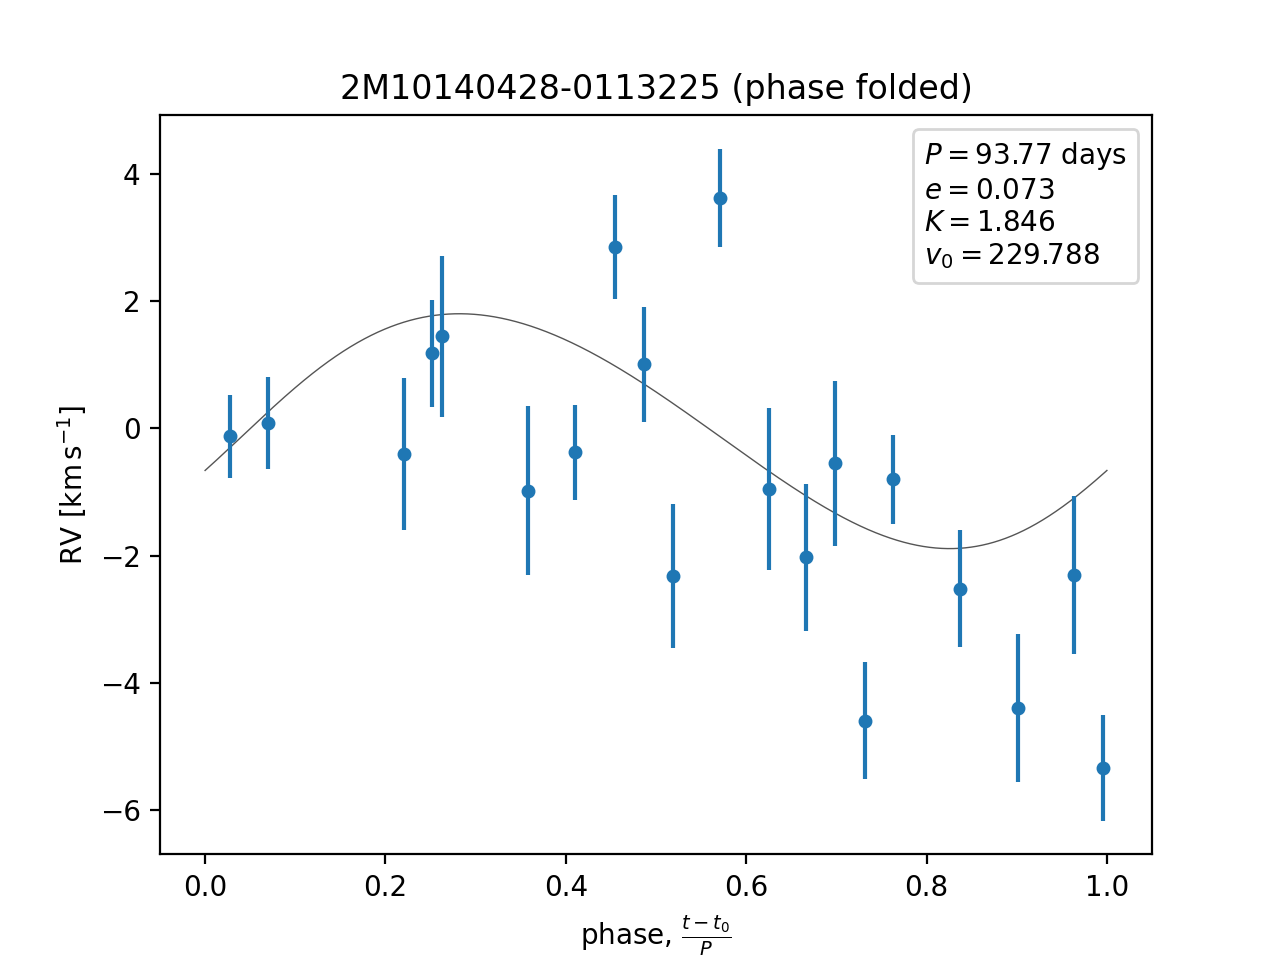 2M10140428-0113225 (phase folded)
P = 93.77 days
e = 0.073
K = 1.846
v₀ = 229.788
4
2
0
−2
−4
−6
RV [km s⁻¹]
0.0 0.2 0.4 0.6 0.8 1.0
phase, (t − t₀)/P